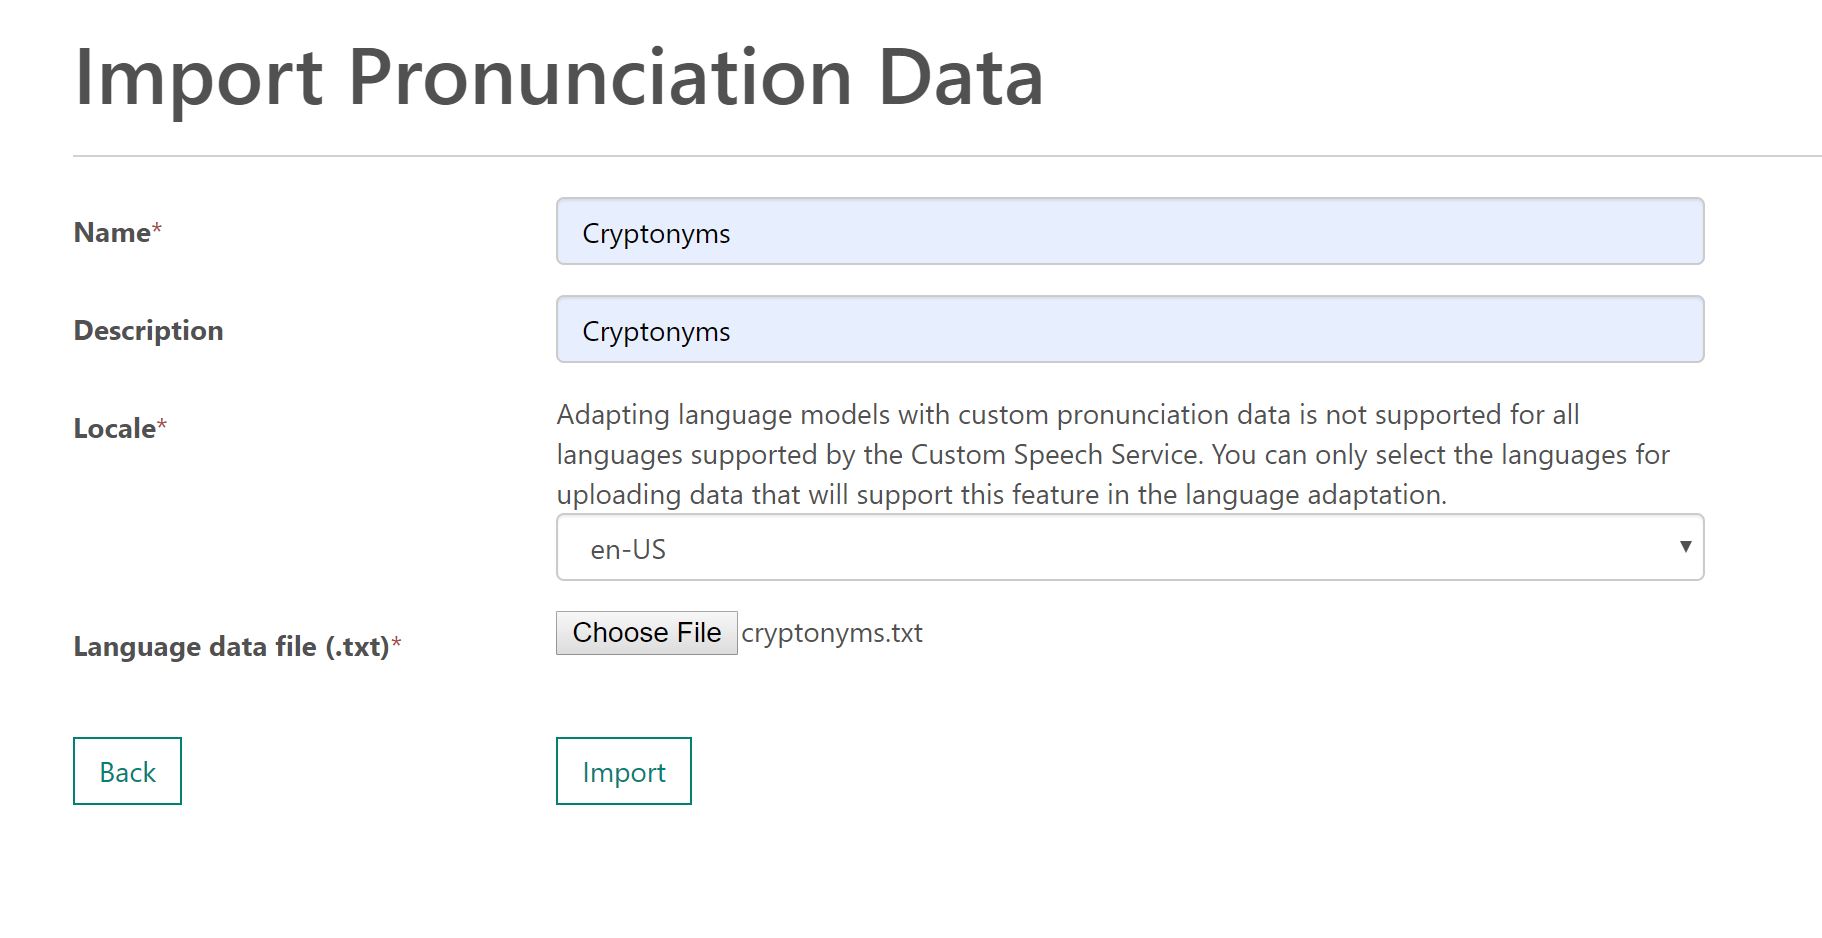 Import Pronunciation Data
Name*
Cryptonyms
Description
Cryptonyms
Locale*
Adapting language models with custom pronunciation data is not supported for all
languages supported by the Custom Speech Service. You can only select the languages for
uploading data that will support this feature in the language adaptation.
en-US
Language data file (.txt)*
Choose File cryptonyms.txt
Back
Import